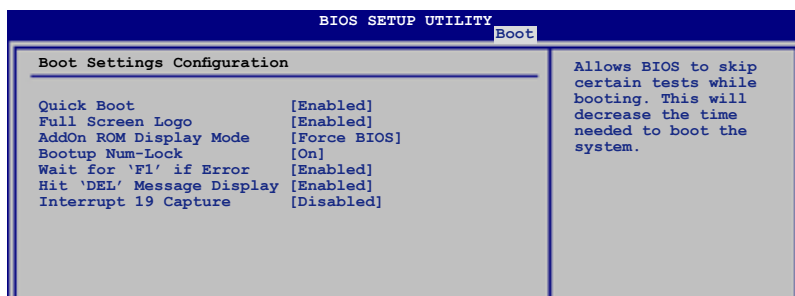 BIOS SETUP UTILITY
Boot
Boot Settings Configuration
Quick Boot [Enabled]
Full Screen Logo [Enabled]
AddOn ROM Display Mode [Force BIOS]
Bootup Num-Lock [On]
Wait for ‘F1’ if Error [Enabled]
Hit ‘DEL’ Message Display [Enabled]
Interrupt 19 Capture [Disabled]
Allows BIOS to skip
certain tests while
booting. This will
decrease the time
needed to boot the
system.